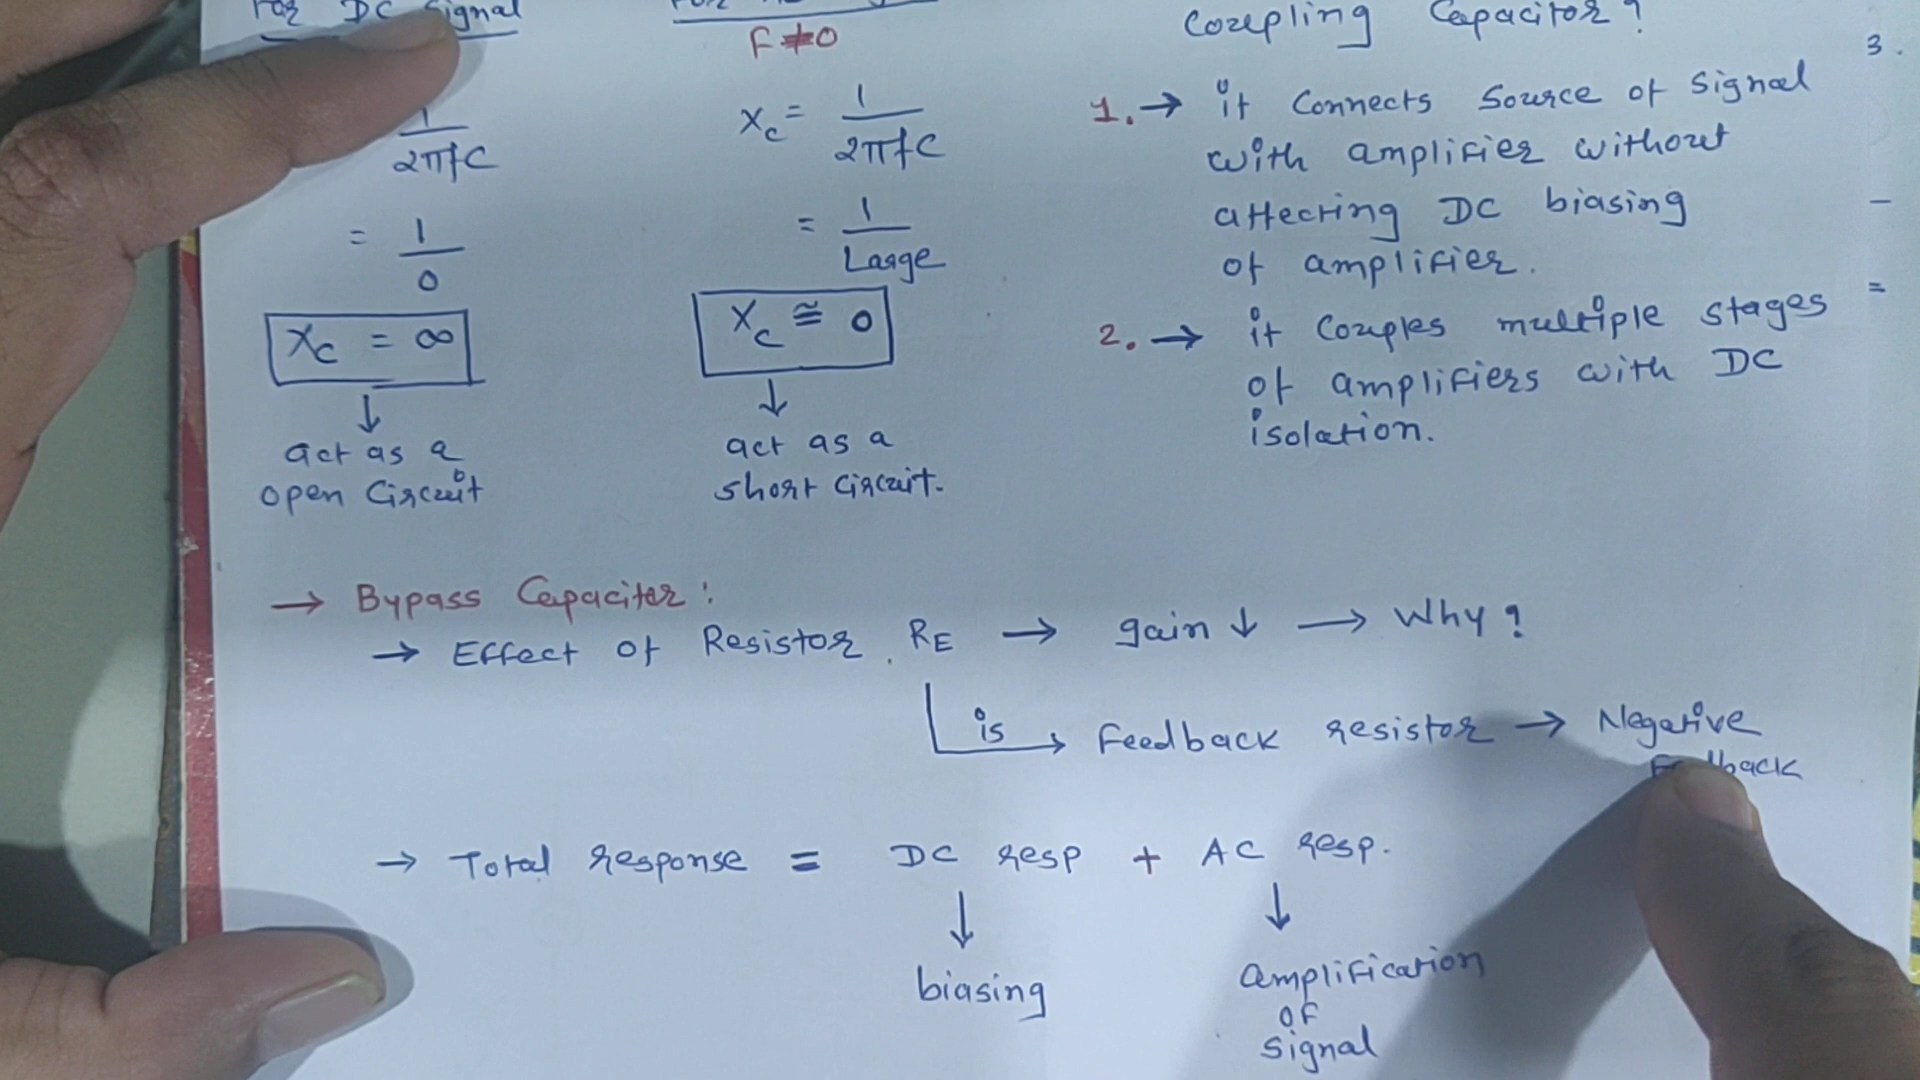 For DC Signal
1
2πfC
= 1
0
Xc = ∞
act as a
open circuit
F ≠ 0
Xc = 1
2πfC
= 1
Large
Xc ≅ 0
act as a
short circuit.
Coupling Capacitor?
1. → it connects source of signal
with amplifier without
affecting DC biasing
of amplifier.
2. → it couples multiple stages
of amplifiers with DC
isolation.
3.
–
=
→ Bypass Capacitor:
→ Effect of Resistor RE → gain ↓ → Why?
is → Feedback resistor → Negative
Feedback
→ Total response = DC resp + AC resp.
↓ ↓
biasing
amplification
of
signal